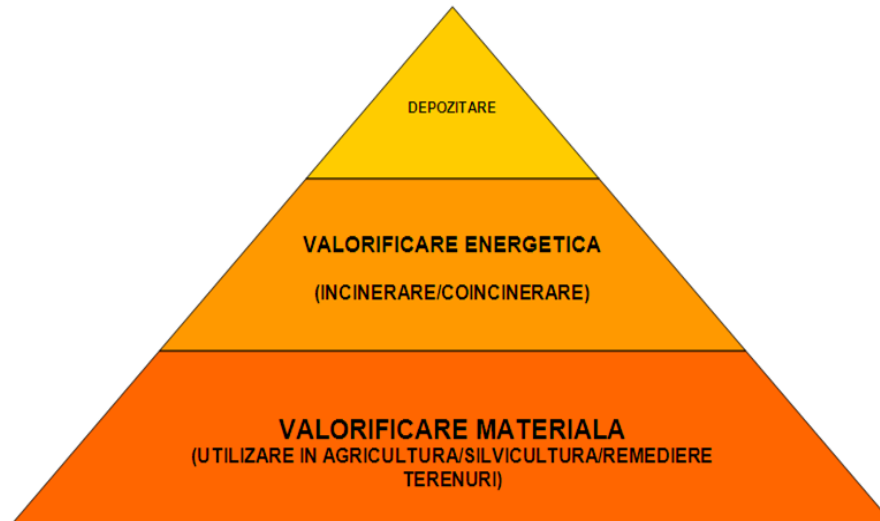 DEPOZITARE
VALORIFICARE ENERGETICA
(INCINERARE/COINCINERARE)
VALORIFICARE MATERIALA
(UTILIZARE IN AGRICULTURA/SILVICULTURA/REMEDIERE
TERENURI)